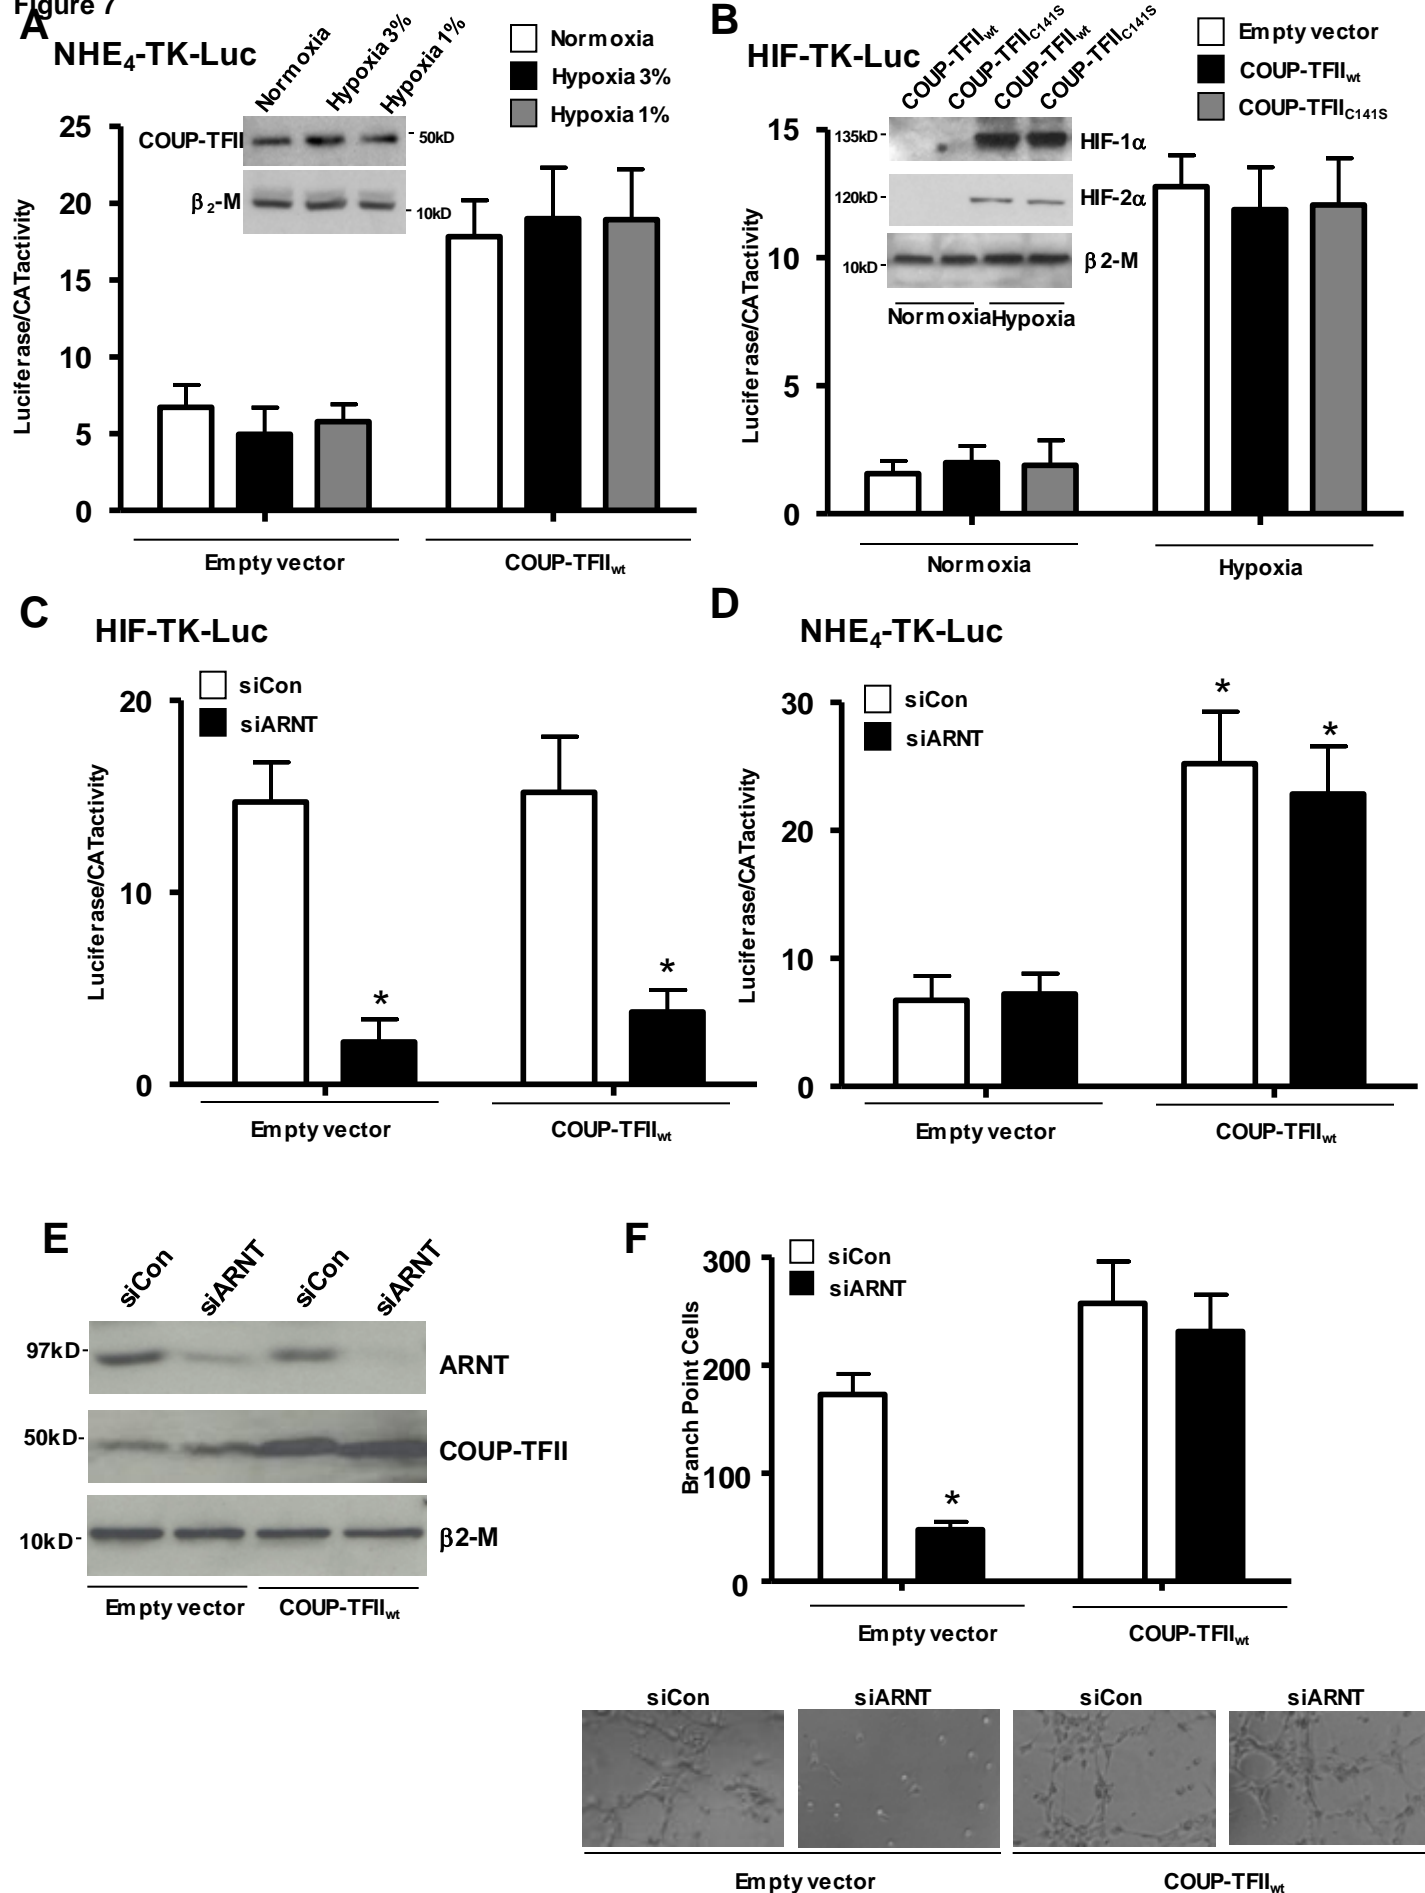 Figure 7
A
NHE4-TK-Luc
Normoxia
Hypoxia 3%
Hypoxia 1%
Normoxia
Hypoxia 3%
Hypoxia 1%
COUP-TFII
50kD
β2-M
10kD
25
20
15
10
5
0
Luciferase/CATactivity
Empty vector
COUP-TFIIwt
B
HIF-TK-Luc
COUP-TFIIwt
COUP-TFIIC141S
COUP-TFIIwt
COUP-TFIIC141S
Empty vector
COUP-TFIIwt
COUP-TFIIC141S
135kD
HIF-1α
120kD
HIF-2α
10kD
β2-M
Normoxia
Hypoxia
15
10
5
0
Luciferase/CATactivity
Normoxia
Hypoxia
C
HIF-TK-Luc
siCon
siARNT
20
10
0
Luciferase/CATactivity
*
*
Empty vector
COUP-TFIIwt
D
NHE4-TK-Luc
siCon
siARNT
30
20
10
0
Luciferase/CATactivity
*
*
Empty vector
COUP-TFIIwt
E
siCon
siARNT
siCon
siARNT
97kD
ARNT
50kD
COUP-TFII
10kD
β2-M
Empty vector
COUP-TFIIwt
F
siCon
siARNT
300
200
100
0
Branch Point Cells
*
Empty vector
COUP-TFIIwt
siCon
siARNT
siCon
siARNT
Empty vector
COUP-TFIIwt